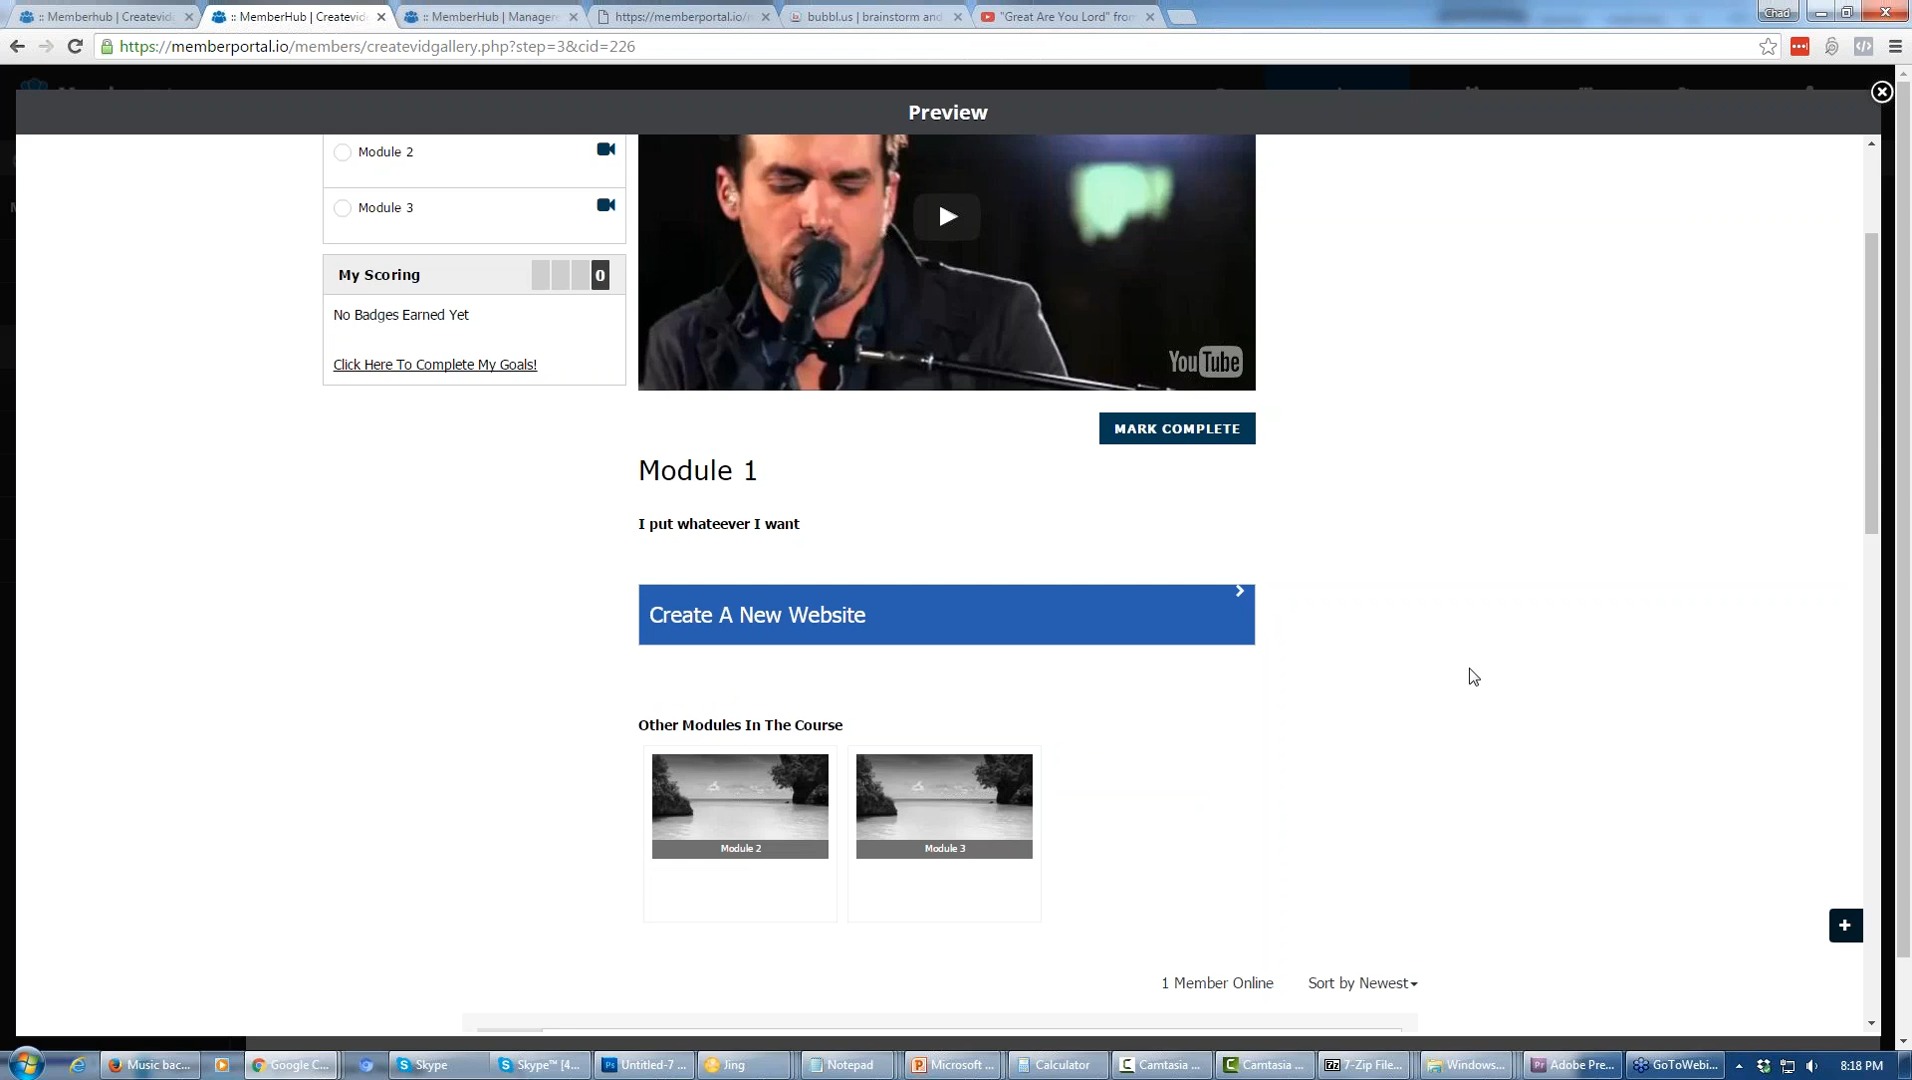 :: Memberhub | Createvid
:: MemberHub | Createvid
:: MemberHub | Manage
https://memberportal.io/
bubbl.us | brainstorm and
"Great Are You Lord" fro
Chad
https://memberportal.io/members/createvidgallery.php?step=3&cid=226
Preview
Module 2
Module 3
My Scoring
0
No Badges Earned Yet
Click Here To Complete My Goals!
YouTube
MARK COMPLETE
Module 1
I put whateever I want
Create A New Website
Other Modules In The Course
Module 2
Module 3
1 Member Online
Sort by Newest
Music bac...
Google C...
Skype
Skype™ [4...
Untitled-7 ...
Jing
Notepad
Microsoft ...
Calculator
Camtasia ...
Camtasia ...
7-Zip File...
Windows...
Adobe Pre...
GoToWebi...
8:18 PM